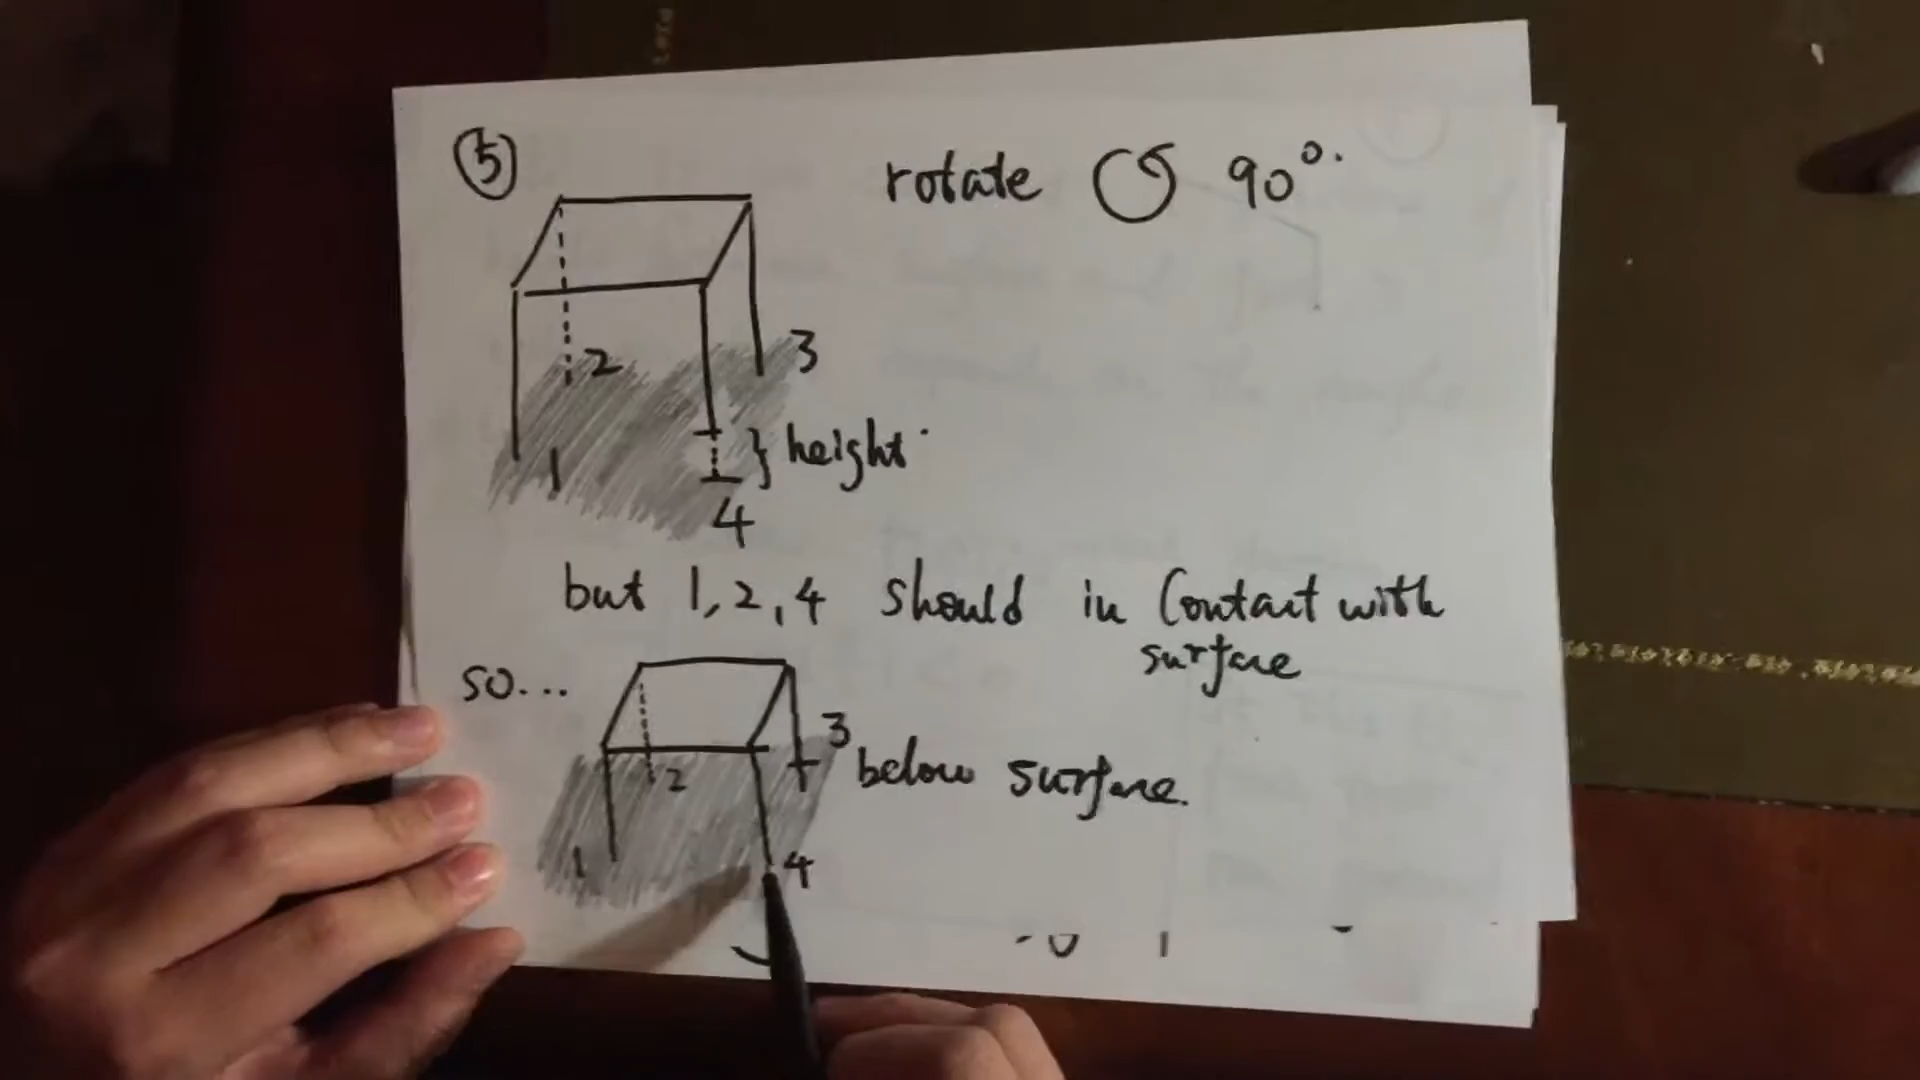 ⑤
rotate ↺ 90°.
2
3
1
} height
4
but 1, 2, 4 should in contact with
surface
so...
3
2
below surface.
1
4